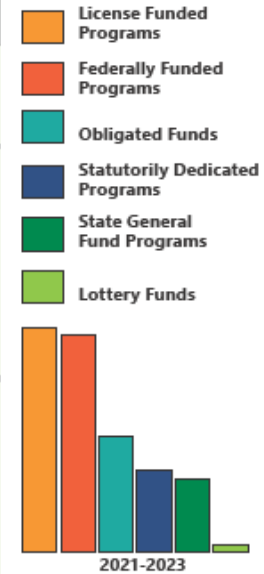 License Funded
Programs
Federally Funded
Programs
Obligated Funds
Statutorily Dedicated
Programs
State General
Fund Programs
Lottery Funds
2021-2023